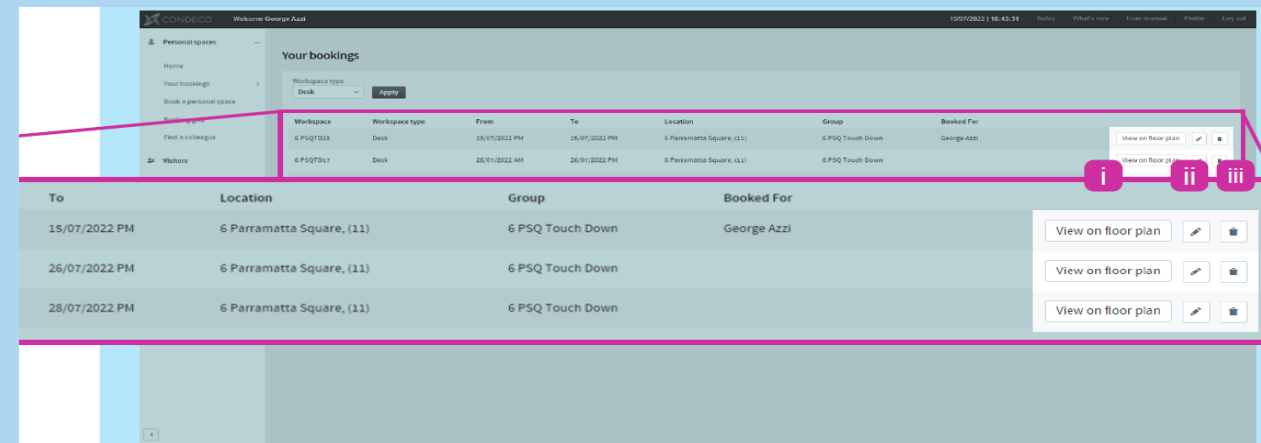 CONDECO Welcome George Azzi 15/07/2022 | 16:43:31 Today What's new User manual Profile Log out
Personal spaces
Home
Your bookings
Book a personal space
Find a colleague
Visitors
Your bookings
Workspace type
Desk Apply
Workspace Workspace type From To Location Group Booked For
6 PSQTD25 Desk 15/07/2022 PM 15/07/2022 PM 6 Parramatta Square, (11) 6 PSQ Touch Down George Azzi View on floor plan
6 PSQTD17 Desk 26/07/2022 AM 26/07/2022 PM 6 Parramatta Square, (11) 6 PSQ Touch Down View on floor plan
i ii iii
To Location Group Booked For
15/07/2022 PM 6 Parramatta Square, (11) 6 PSQ Touch Down George Azzi View on floor plan
26/07/2022 PM 6 Parramatta Square, (11) 6 PSQ Touch Down View on floor plan
28/07/2022 PM 6 Parramatta Square, (11) 6 PSQ Touch Down View on floor plan